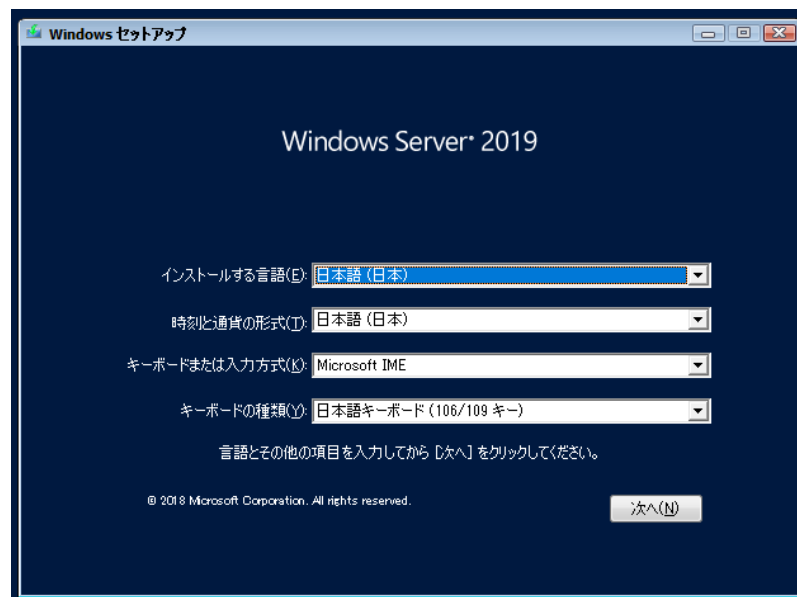 Windows セットアップ
Windows Server® 2019
インストールする言語(E): 日本語 (日本)
時刻と通貨の形式(T): 日本語 (日本)
キーボードまたは入力方式(K): Microsoft IME
キーボードの種類(Y): 日本語キーボード (106/109 キー)
言語とその他の項目を入力してから [次へ] をクリックしてください。
© 2018 Microsoft Corporation. All rights reserved.
次へ(N)